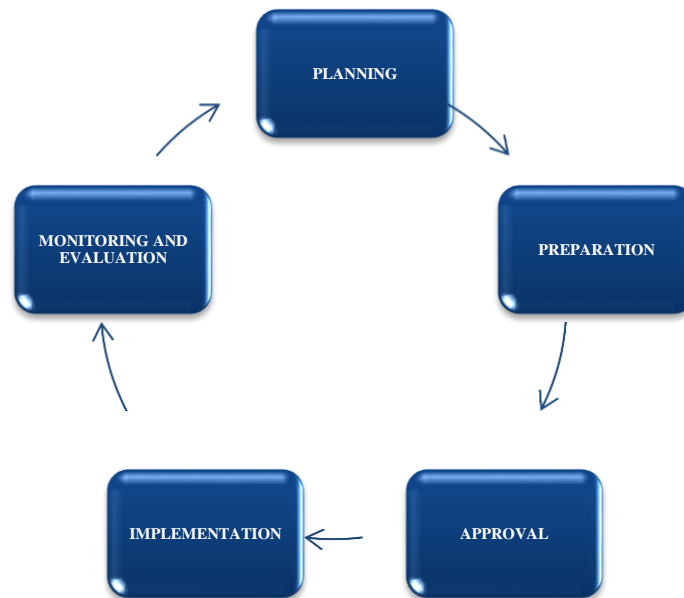 PLANNING
PREPARATION
APPROVAL
IMPLEMENTATION
MONITORING AND
EVALUATION